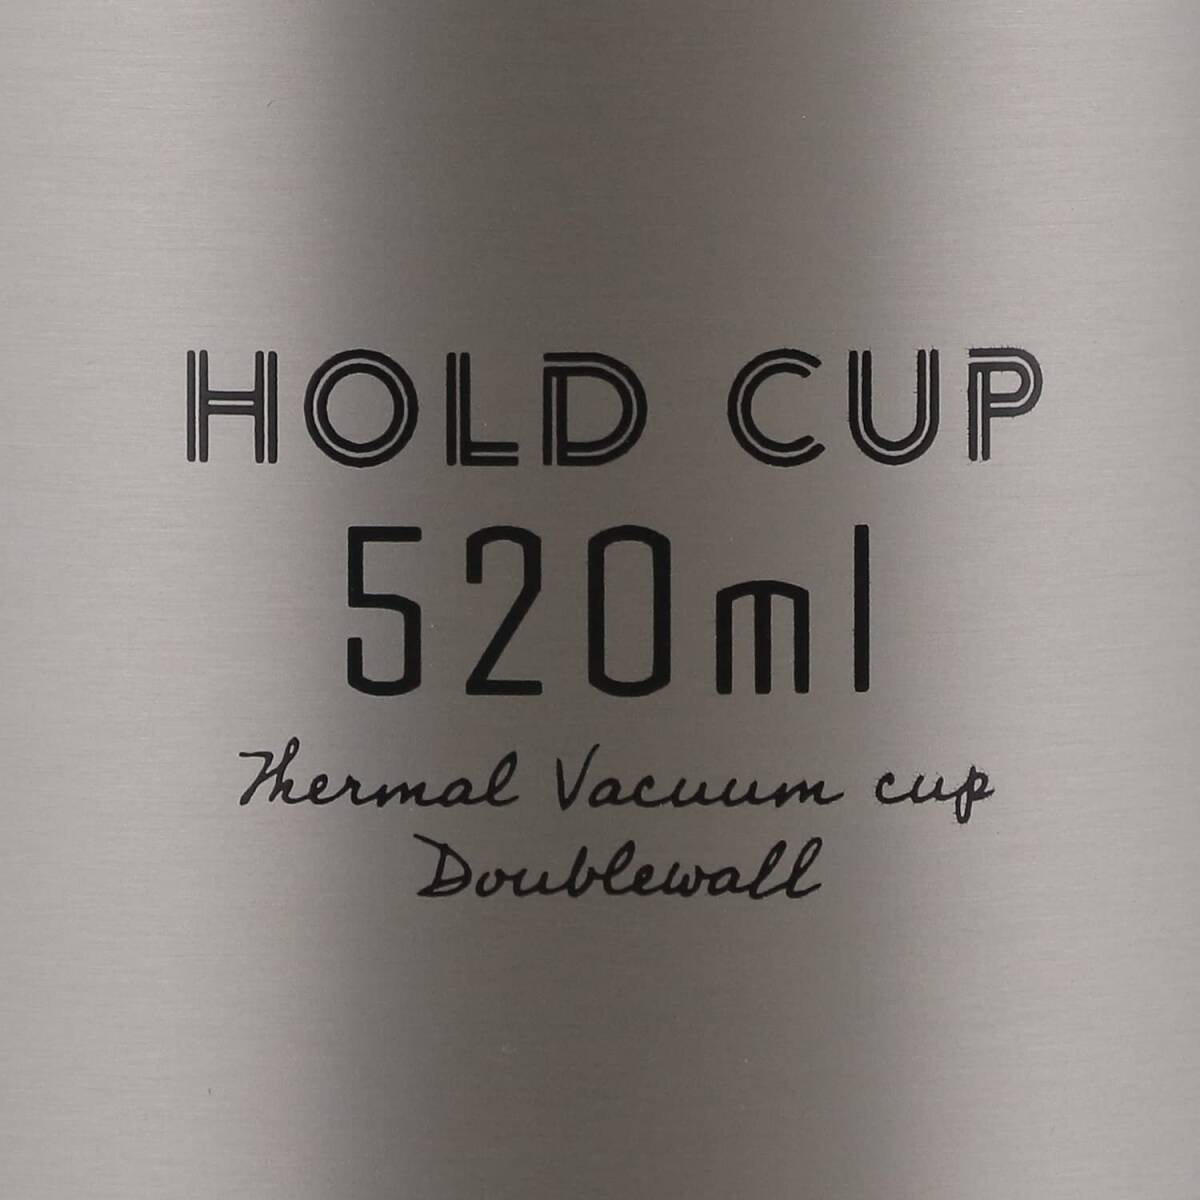 HOLD CUP
520ml
Thermal Vacuum cup
Doublewall